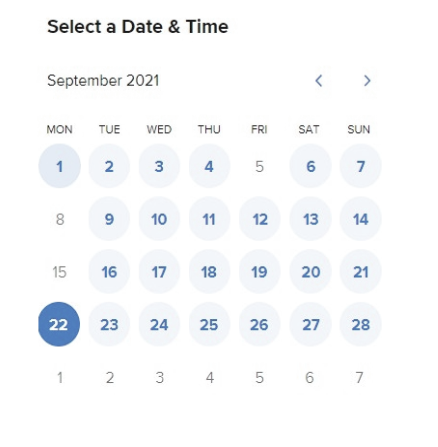 Select a Date & Time
September 2021
MON TUE WED THU FRI SAT SUN
1 2 3 4 5 6 7
8 9 10 11 12 13 14
15 16 17 18 19 20 21
22 23 24 25 26 27 28
1 2 3 4 5 6 7